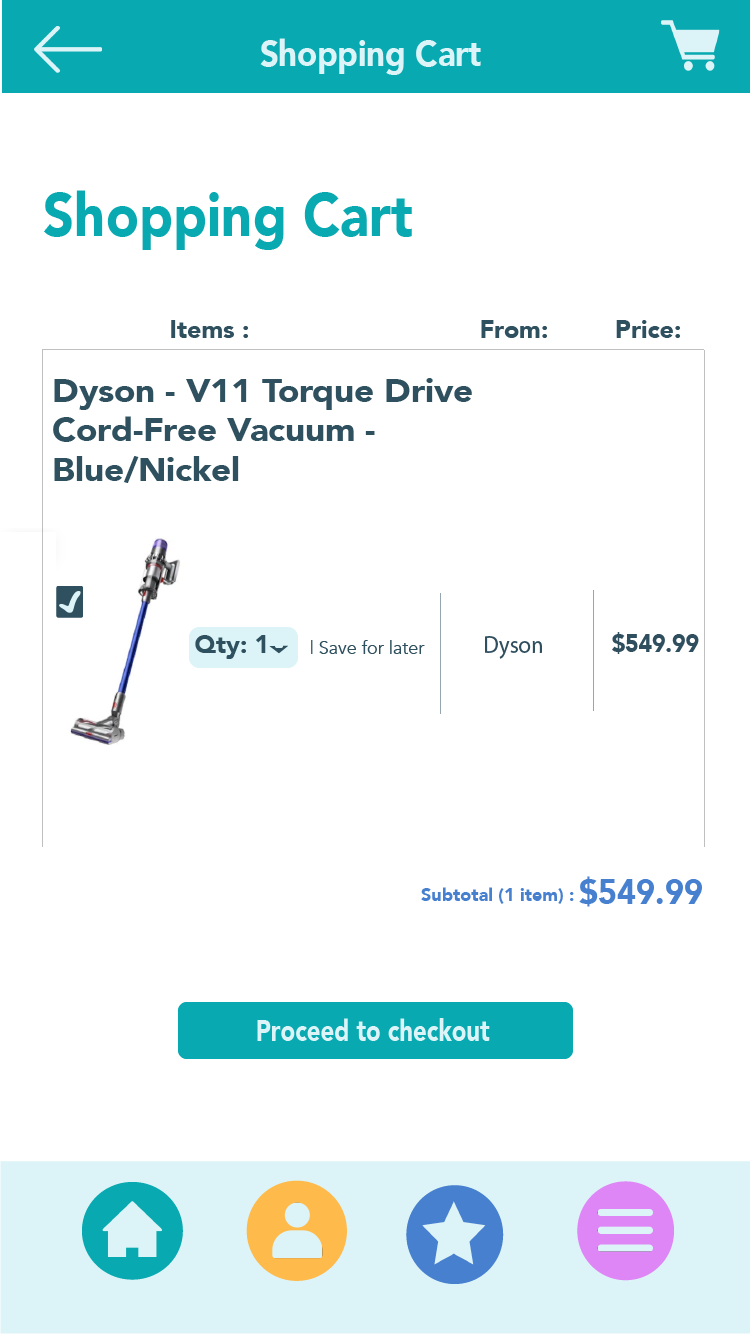 Shopping Cart
Shopping Cart
Items : From: Price:
Dyson - V11 Torque Drive
Cord-Free Vacuum -
Blue/Nickel
Qty: 1 | Save for later Dyson $549.99
Subtotal (1 item) : $549.99
Proceed to checkout